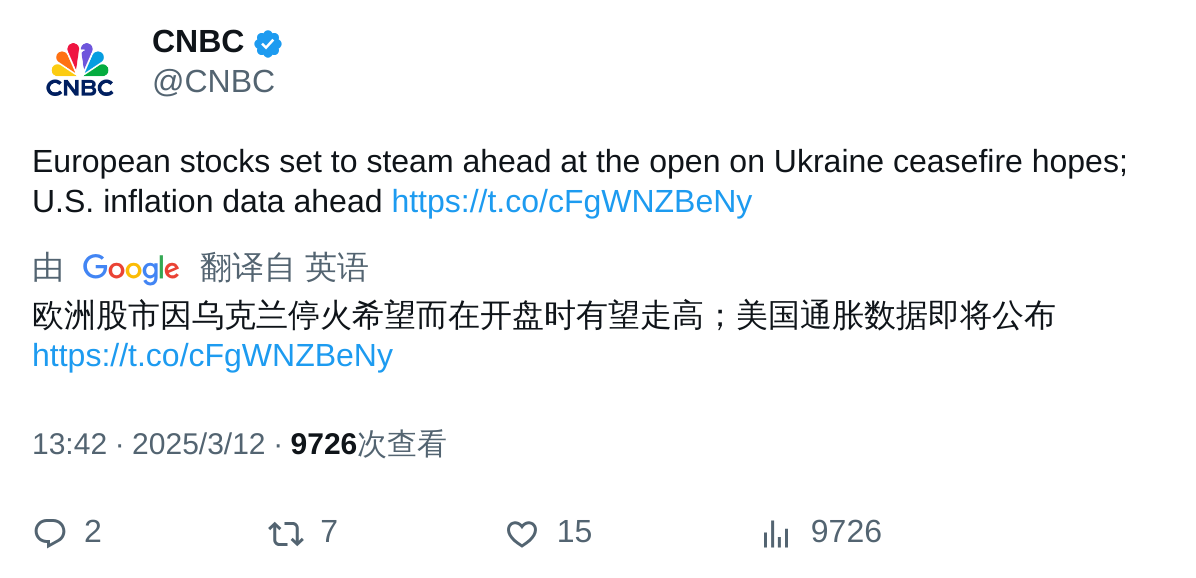 CNBC
CNBC
@CNBC
European stocks set to steam ahead at the open on Ukraine ceasefire hopes;
U.S. inflation data ahead https://t.co/cFgWNZBeNy
由 Google 翻译自 英语
欧洲股市因乌克兰停火希望而在开盘时有望走高；美国通胀数据即将公布
https://t.co/cFgWNZBeNy
13:42 · 2025/3/12 · 9726次查看
2 7 15 9726